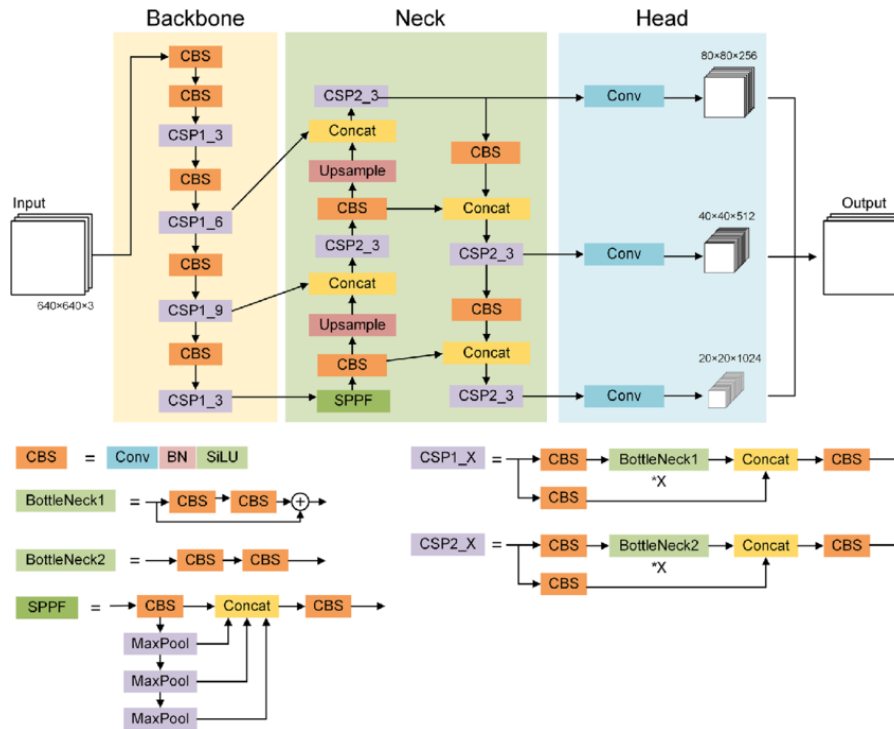 Backbone
Neck
Head
Input
640×640×3
CBS
CBS
CSP1_3
CBS
CSP1_6
CBS
CSP1_9
CBS
CSP1_3
CSP2_3
Concat
Upsample
CBS
CSP2_3
Concat
Upsample
CBS
SPPF
CBS
Concat
CSP2_3
CBS
Concat
CSP2_3
Conv
80×80×256
Conv
40×40×512
Conv
20×20×1024
Output
CBS = Conv BN SiLU
BottleNeck1 = CBS CBS +
BottleNeck2 = CBS CBS
SPPF = CBS Concat CBS
MaxPool
MaxPool
MaxPool
CSP1_X = CBS BottleNeck1 Concat CBS
*X
CBS
CSP2_X = CBS BottleNeck2 Concat CBS
*X
CBS